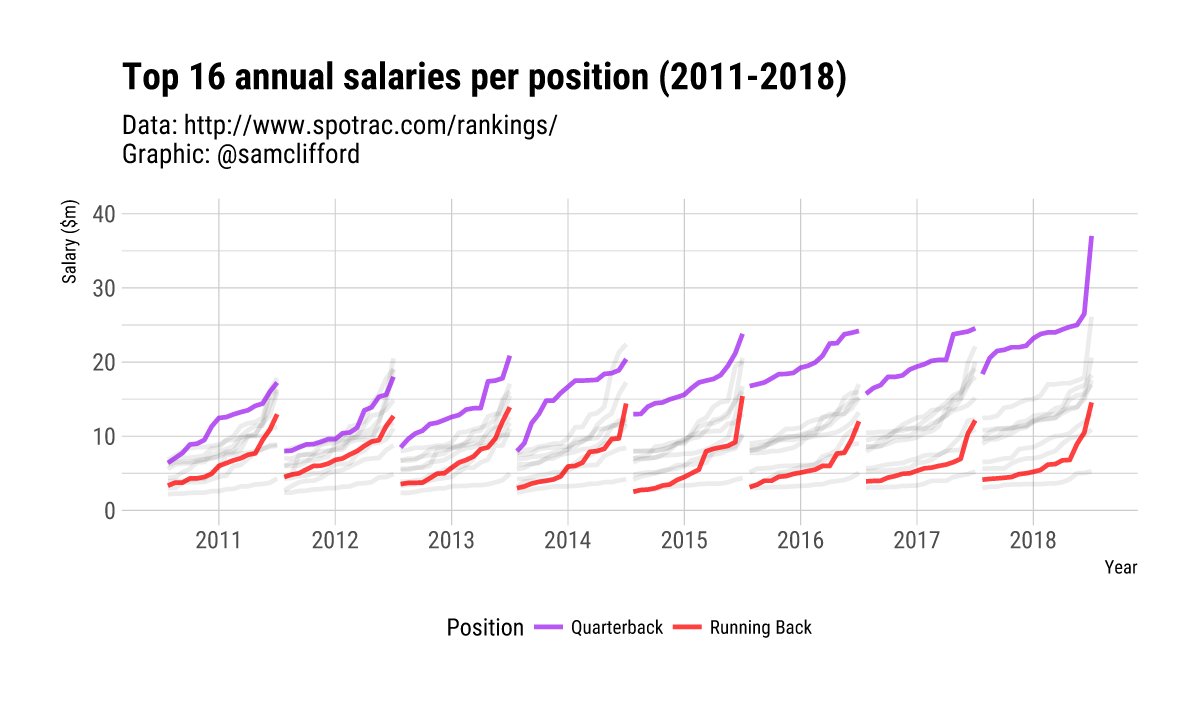 Top 16 annual salaries per position (2011-2018)
Data: http://www.spotrac.com/rankings/
Graphic: @samclifford
Salary ($m)
40
30
20
10
0
2011 2012 2013 2014 2015 2016 2017 2018
Year
Position Quarterback Running Back